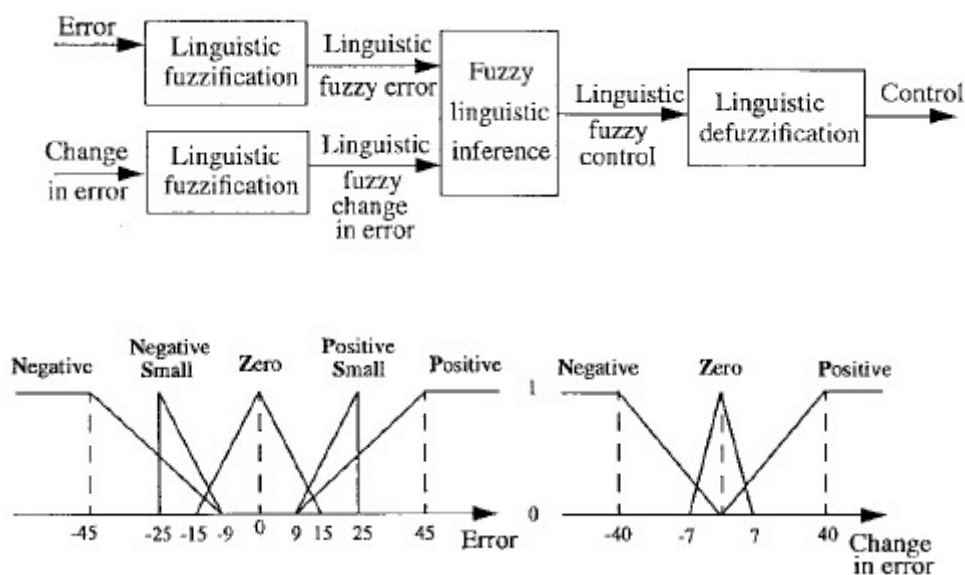 Error
Linguistic
fuzzification
Linguistic
fuzzy error
Fuzzy
linguistic
inference
Linguistic
fuzzy
control
Linguistic
defuzzification
Control
Change
in error
Linguistic
fuzzification
Linguistic
fuzzy
change
in error
Negative
Negative
Small
Zero
Positive
Small
Positive
-45
-25
-15
-9
0
9
15
25
45
Error
Negative
Zero
Positive
1
0
-40
-7
7
40
Change
in error